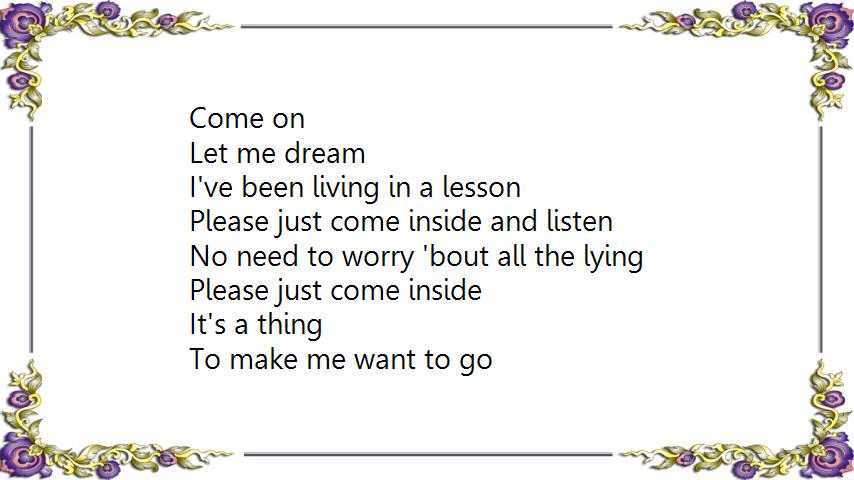 Come on
Let me dream
I've been living in a lesson
Please just come inside and listen
No need to worry 'bout all the lying
Please just come inside
It's a thing
To make me want to go